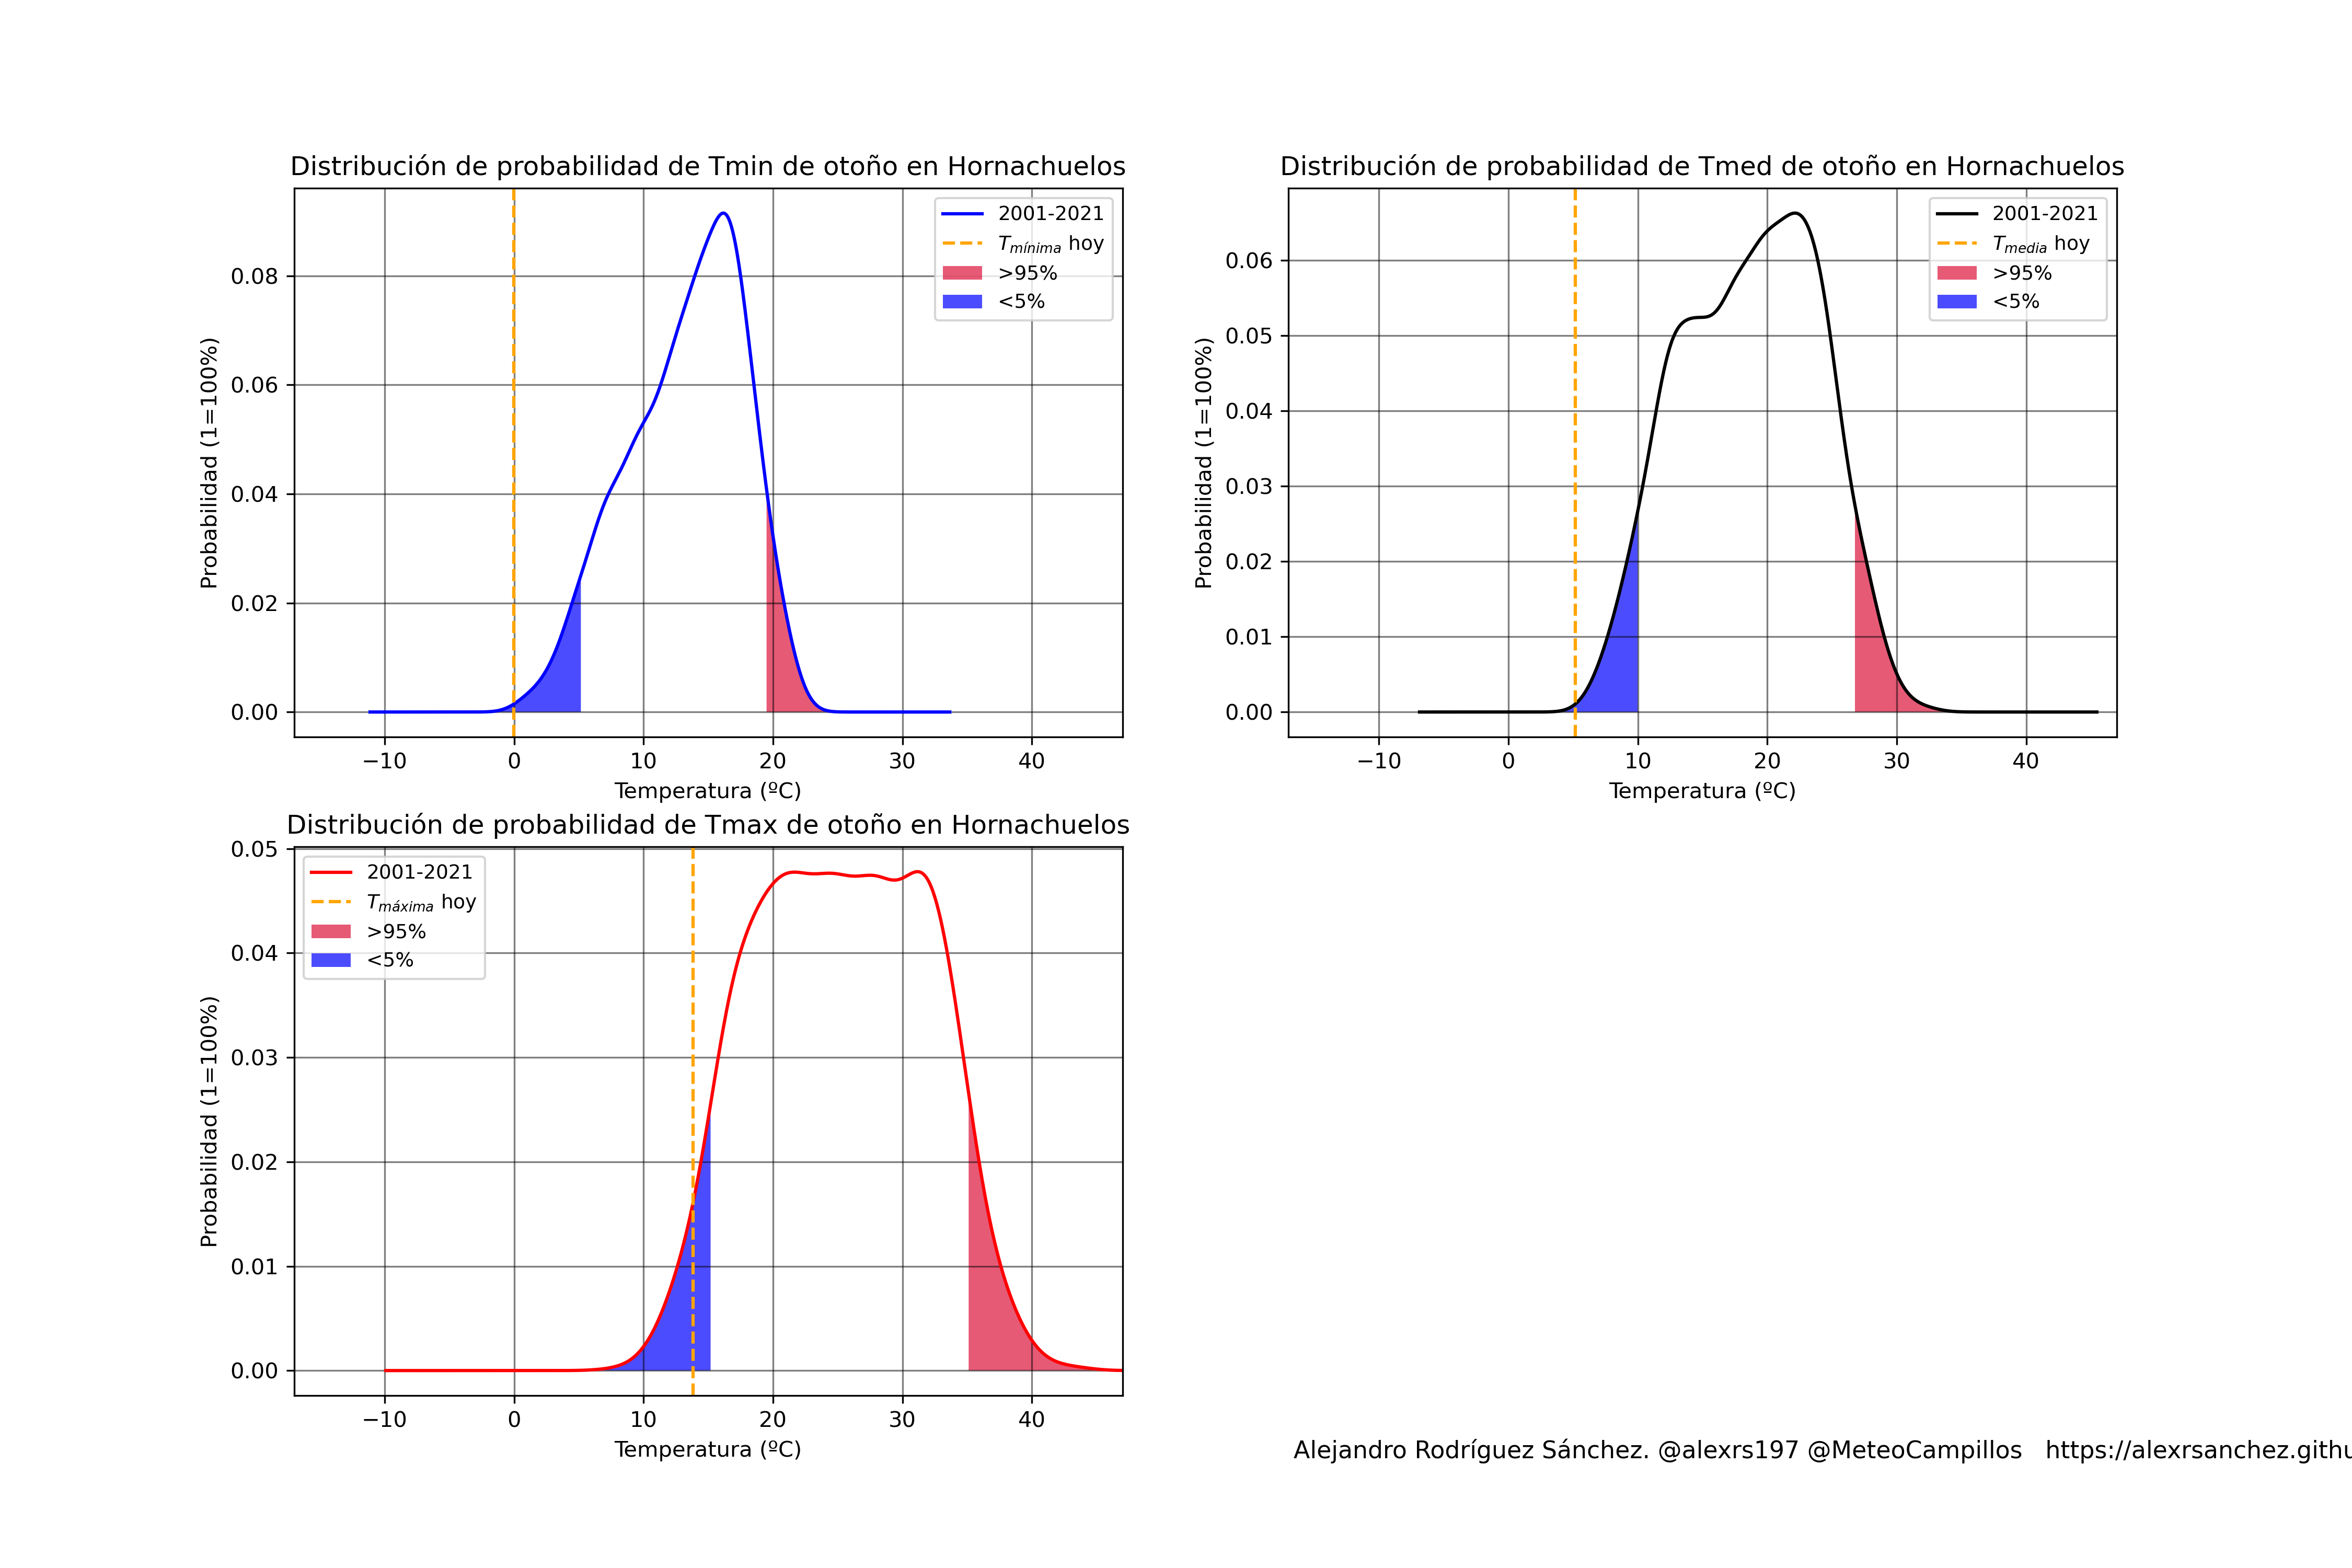 Distribución de probabilidad de Tmin de otoño en Hornachuelos
2001-2021
Tmínima hoy
>95%
<5%
Probabilidad (1=100%)
0.08
0.06
0.04
0.02
0.00
−10 0 10 20 30 40
Temperatura (ºC)
Distribución de probabilidad de Tmed de otoño en Hornachuelos
2001-2021
Tmedia hoy
>95%
<5%
Probabilidad (1=100%)
0.06
0.05
0.04
0.03
0.02
0.01
0.00
−10 0 10 20 30 40
Temperatura (ºC)
Distribución de probabilidad de Tmax de otoño en Hornachuelos
2001-2021
Tmáxima hoy
>95%
<5%
Probabilidad (1=100%)
0.05
0.04
0.03
0.02
0.01
0.00
−10 0 10 20 30 40
Temperatura (ºC)
Alejandro Rodríguez Sánchez. @alexrs197 @MeteoCampillos https://alexrsanchez.githu